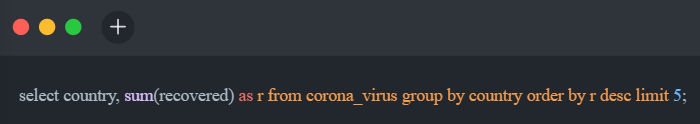 select country, sum(recovered) as r from corona_virus group by country order by r desc limit 5;